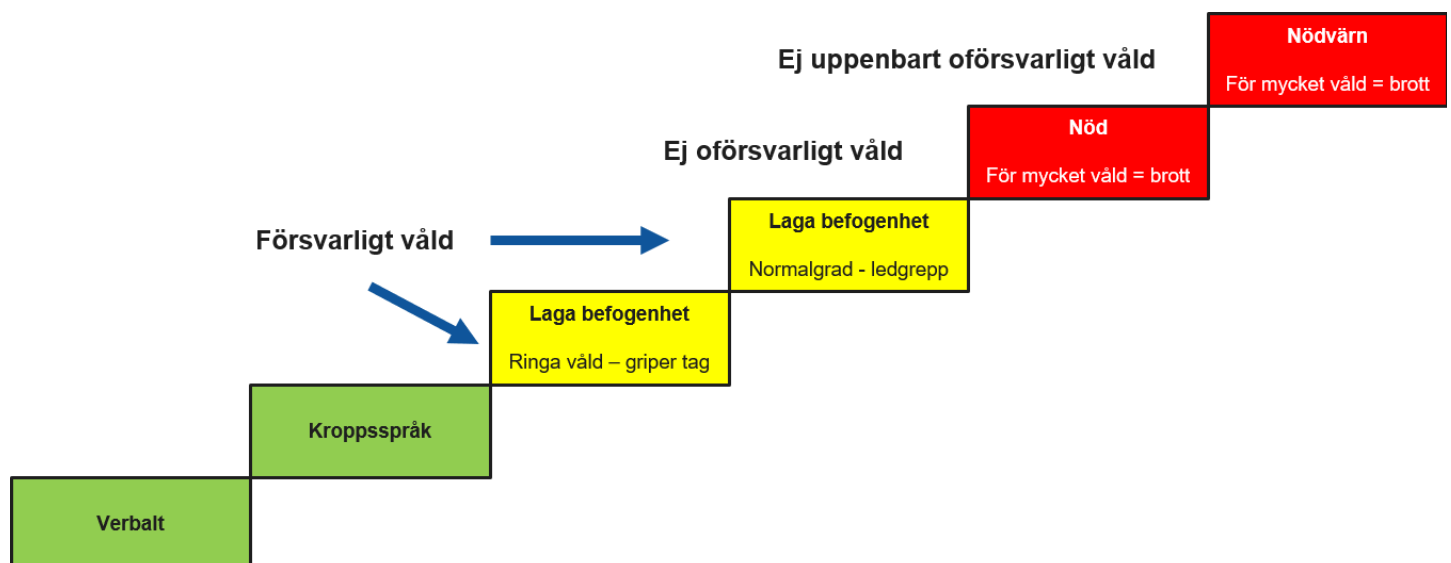 Nödvärn
Ej uppenbart oförsvarligt våld
För mycket våld = brott
Nöd
Ej oförsvarligt våld
För mycket våld = brott
Laga befogenhet
Försvarligt våld
Normalgrad - ledgrepp
Laga befogenhet
Ringa våld – griper tag
Kroppsspråk
Verbalt